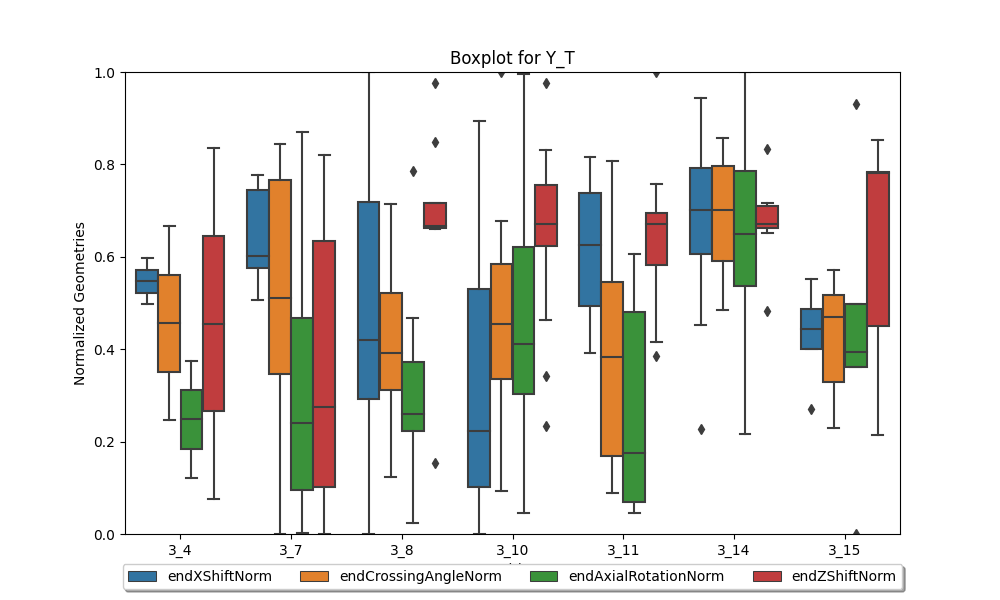 Boxplot for Y_T
Normalized Geometries
1.0
0.8
0.6
0.4
0.2
0.0
3_4 3_7 3_8 3_10 3_11 3_14 3_15
endXShiftNorm endCrossingAngleNorm endAxialRotationNorm endZShiftNorm